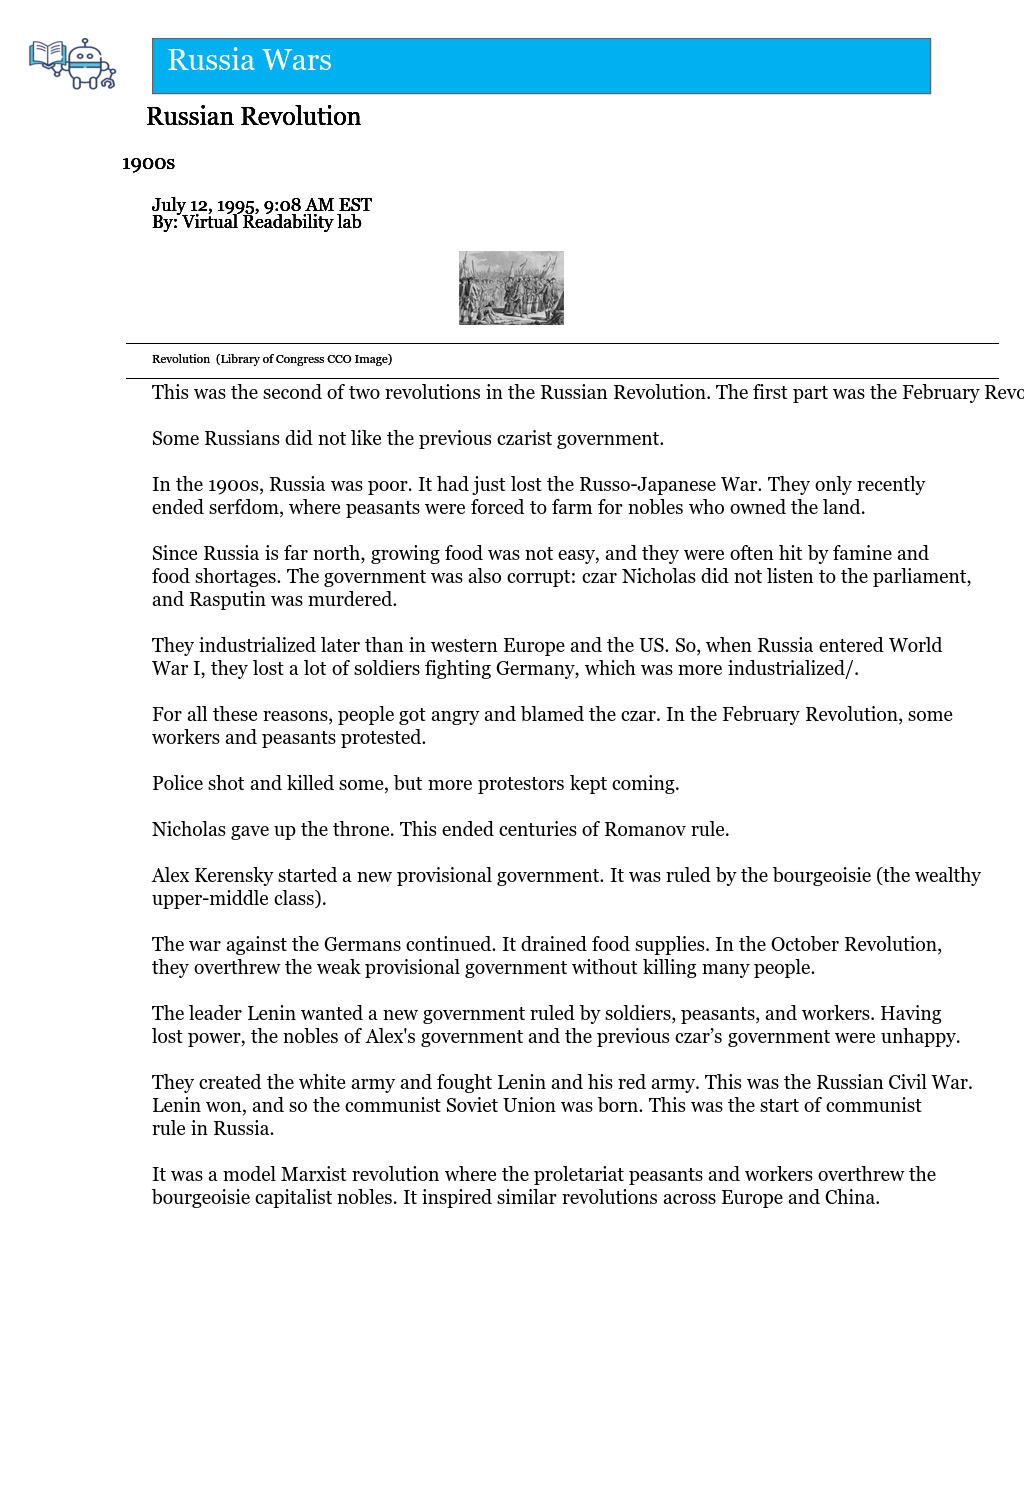 Russia Wars
Russian Revolution
1900s
July 12, 1995, 9:08 AM EST
By: Virtual Readability lab
Revolution (Library of Congress CCO Image)
This was the second of two revolutions in the Russian Revolution. The first part was the February Revo
Some Russians did not like the previous czarist government.
In the 1900s, Russia was poor. It had just lost the Russo-Japanese War. They only recently
ended serfdom, where peasants were forced to farm for nobles who owned the land.
Since Russia is far north, growing food was not easy, and they were often hit by famine and
food shortages. The government was also corrupt: czar Nicholas did not listen to the parliament,
and Rasputin was murdered.
They industrialized later than in western Europe and the US. So, when Russia entered World
War I, they lost a lot of soldiers fighting Germany, which was more industrialized/.
For all these reasons, people got angry and blamed the czar. In the February Revolution, some
workers and peasants protested.
Police shot and killed some, but more protestors kept coming.
Nicholas gave up the throne. This ended centuries of Romanov rule.
Alex Kerensky started a new provisional government. It was ruled by the bourgeoisie (the wealthy
upper-middle class).
The war against the Germans continued. It drained food supplies. In the October Revolution,
they overthrew the weak provisional government without killing many people.
The leader Lenin wanted a new government ruled by soldiers, peasants, and workers. Having
lost power, the nobles of Alex's government and the previous czar’s government were unhappy.
They created the white army and fought Lenin and his red army. This was the Russian Civil War.
Lenin won, and so the communist Soviet Union was born. This was the start of communist
rule in Russia.
It was a model Marxist revolution where the proletariat peasants and workers overthrew the
bourgeoisie capitalist nobles. It inspired similar revolutions across Europe and China.